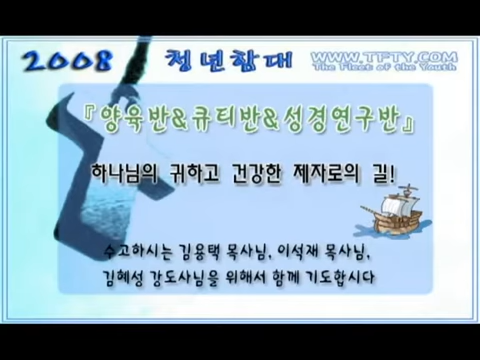 2008 청년함대 WWW.TFTY.COM
The Fleet of the Youth
『양육반&큐티반&성경연구반』
하나님의 귀하고 건강한 제자로의 길!
수고하시는 김용택 목사님, 이석재 목사님,
김혜성 강도사님을 위해서 함께 기도합시다